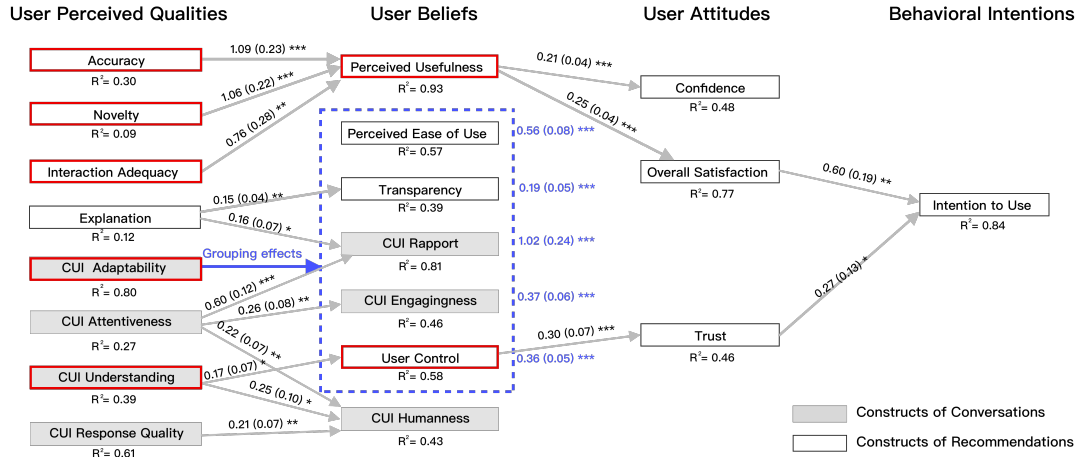 User Perceived Qualities
User Beliefs
User Attitudes
Behavioral Intentions
Accuracy
R²= 0.30
Novelty
R²= 0.09
Interaction Adequacy
Explanation
R²= 0.12
CUI Adaptability
R²= 0.80
CUI Attentiveness
R²= 0.27
CUI Understanding
R²= 0.39
CUI Response Quality
R²= 0.61
1.09 (0.23) ***
1.06 (0.22) ***
0.76 (0.28) **
0.15 (0.04) **
0.16 (0.07) *
Grouping effects
0.60 (0.12) ***
0.26 (0.08) **
0.22 (0.07) **
0.17 (0.07) *
0.25 (0.10) *
0.21 (0.07) **
Perceived Usefulness
R²= 0.93
Perceived Ease of Use
R²= 0.57
Transparency
R²= 0.39
CUI Rapport
R²= 0.81
CUI Engagingness
R²= 0.46
User Control
R²= 0.58
CUI Humanness
R²= 0.43
0.21 (0.04) ***
0.25 (0.04) ***
0.56 (0.08) ***
0.19 (0.05) ***
1.02 (0.24) ***
0.37 (0.06) ***
0.30 (0.07) ***
0.36 (0.05) ***
Confidence
R²= 0.48
Overall Satisfaction
R²= 0.77
Trust
R²= 0.46
0.60 (0.19) **
0.27 (0.13) *
Intention to Use
R²= 0.84
Constructs of Conversations
Constructs of Recommendations